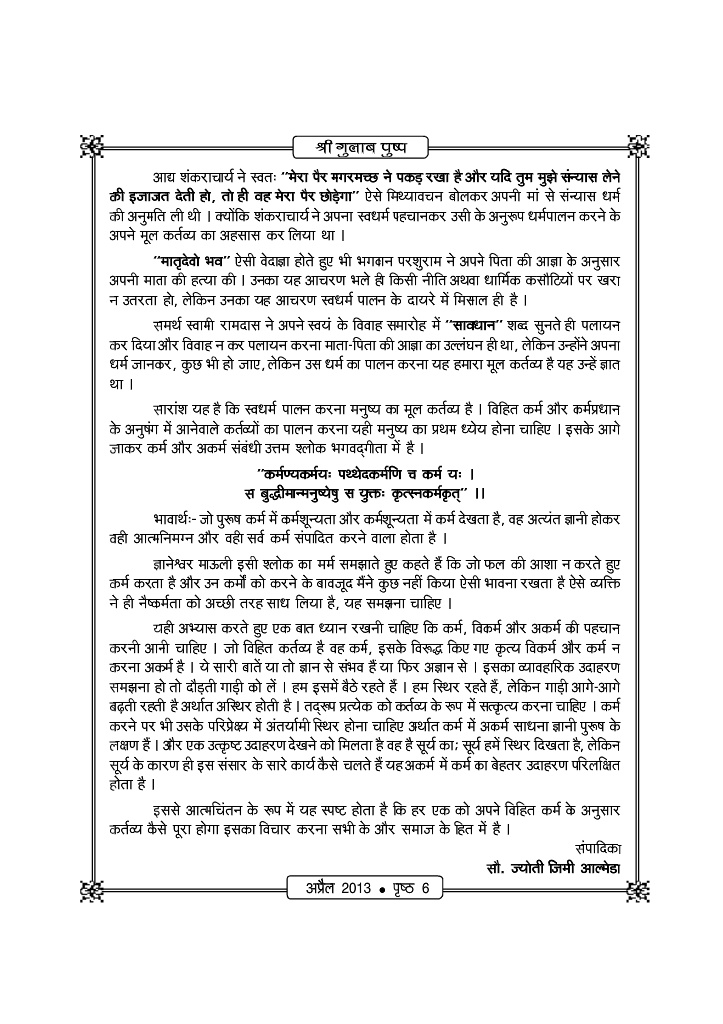 श्री गुलाब पुष्प
आद्य शंकराचार्य ने स्वतः "मेरा पैर मगरमच्छ ने पकड़ रखा है और यदि तुम मुझे संन्यास लेने
की इजाजत देती हो, तो ही वह मेरा पैर छोड़ेगा" ऐसे मिथ्यावचन बोलकर अपनी मां से संन्यास धर्म
की अनुमति ली थी । क्योंकि शंकराचार्य ने अपना स्वधर्म पहचानकर उसी के अनुरूप धर्मपालन करने के
अपने मूल कर्तव्य का अहसास कर लिया था ।
"मातृदेवो भव" ऐसी वेदाज्ञा होते हुए भी भगवान परशुराम ने अपने पिता की आज्ञा के अनुसार
अपनी माता की हत्या की । उनका यह आचरण भले ही किसी नीति अथवा धार्मिक कसौटियों पर खरा
न उतरता हो, लेकिन उनका यह आचरण स्वधर्म पालन के दायरे में मिसाल ही है ।
समर्थ स्वामी रामदास ने अपने स्वयं के विवाह समारोह में "सावधान" शब्द सुनते ही पलायन
कर दिया और विवाह न कर पलायन करना माता-पिता की आज्ञा का उल्लंघन ही था, लेकिन उन्होंने अपना
धर्म जानकर, कुछ भी हो जाए, लेकिन उस धर्म का पालन करना यह हमारा मूल कर्तव्य है यह उन्हें ज्ञात
था ।
सारांश यह है कि स्वधर्म पालन करना मनुष्य का मूल कर्तव्य है । विहित कर्म और कर्मप्रधान
के अनुषंग में आनेवाले कर्तव्यों का पालन करना यही मनुष्य का प्रथम ध्येय होना चाहिए । इसके आगे
जाकर कर्म और अकर्म संबंधी उत्तम श्लोक भगवद्‌गीता में है ।
"कर्मण्यकर्मयः पथ्थेदकर्मणि च कर्म यः ।
स बुद्धीमान्मनुष्येषु स युक्तः कृत्स्नकर्मकृत्" ।।
भावार्थः- जो पुरूष कर्म में कर्मशून्यता और कर्मशून्यता में कर्म देखता है, वह अत्यंत ज्ञानी होकर
वही आत्मनिमग्न और वही सर्व कर्म संपादित करने वाला होता है ।
ज्ञानेश्वर माऊली इसी श्लोक का मर्म समझाते हुए कहते हैं कि जो फल की आशा न करते हुए
कर्म करता है और उन कर्मों को करने के बावजूद मैंने कुछ नहीं किया ऐसी भावना रखता है ऐसे व्यक्ति
ने ही नैष्कर्मता को अच्छी तरह साध लिया है, यह समझना चाहिए ।
यही अभ्यास करते हुए एक बात ध्यान रखनी चाहिए कि कर्म, विकर्म और अकर्म की पहचान
करनी आनी चाहिए । जो विहित कर्तव्य है वह कर्म, इसके विरूद्ध किए गए कृत्य विकर्म और कर्म न
करना अकर्म है । ये सारी बातें या तो ज्ञान से संभव हैं या फिर अज्ञान से । इसका व्यावहारिक उदाहरण
समझना हो तो दौड़ती गाड़ी को लें । हम इसमें बैठे रहते हैं । हम स्थिर रहते हैं, लेकिन गाड़ी आगे-आगे
बढ़ती रहती है अर्थात अस्थिर होती है । तद्‌रूप प्रत्येक को कर्तव्य के रूप में सत्कृत्य करना चाहिए । कर्म
करने पर भी उसके परिप्रेक्ष्य में अंतर्यामी स्थिर होना चाहिए अर्थात कर्म में अकर्म साधना ज्ञानी पुरूष के
लक्षण हैं । और एक उत्कृष्ट उदाहरण देखने को मिलता है वह है सूर्य का; सूर्य हमें स्थिर दिखता है, लेकिन
सूर्य के कारण ही इस संसार के सारे कार्य कैसे चलते हैं यह अकर्म में कर्म का बेहतर उदाहरण परिलक्षित
होता है ।
इससे आत्मचिंतन के रूप में यह स्पष्ट होता है कि हर एक को अपने विहित कर्म के अनुसार
कर्तव्य कैसे पूरा होगा इसका विचार करना सभी के और समाज के हित में है ।
संपादिका
सौ. ज्योती जिमी आल्मेडा
अप्रैल 2013 ● पृष्ठ 6